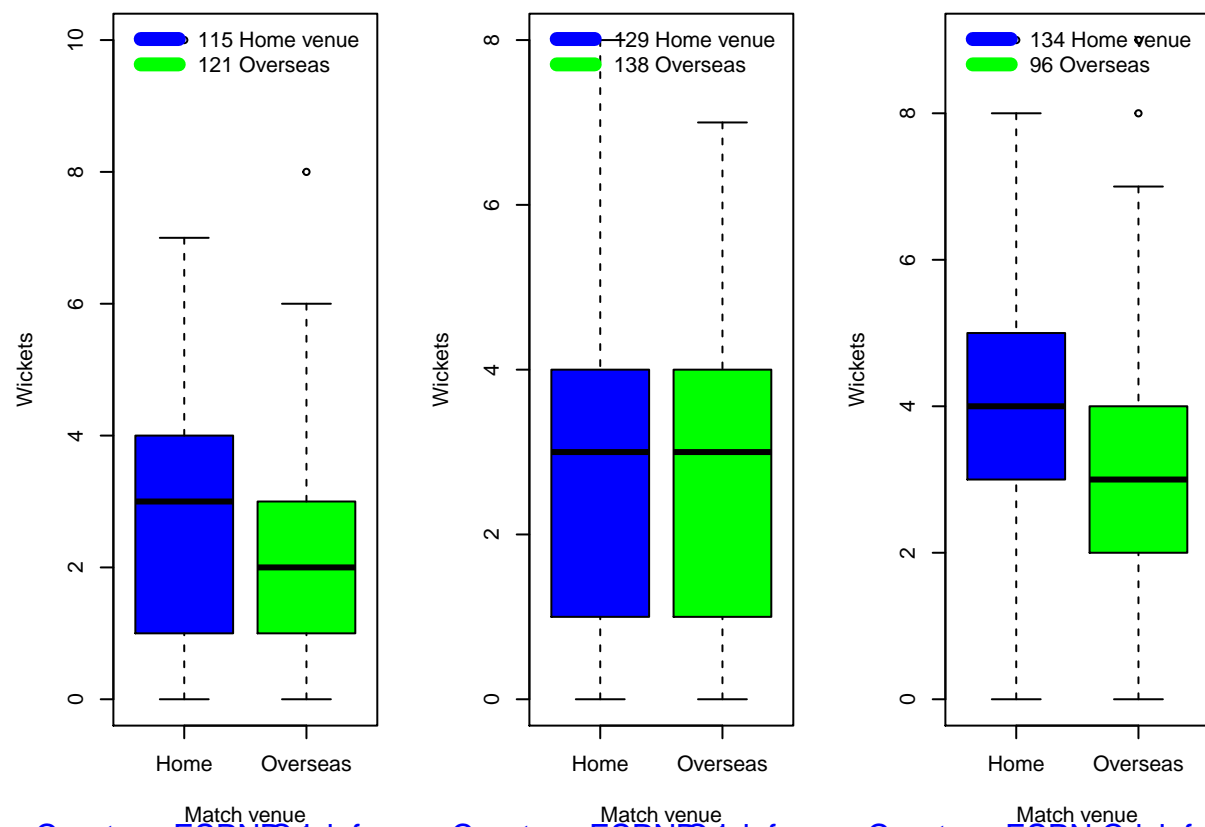 115 Home venue
121 Overseas
Wickets
0
2
4
6
8
10
Home
Overseas
Match venue
129 Home venue
138 Overseas
Wickets
0
2
4
6
8
Home
Overseas
Match venue
134 Home venue
96 Overseas
Wickets
0
2
4
6
8
Home
Overseas
Match venue